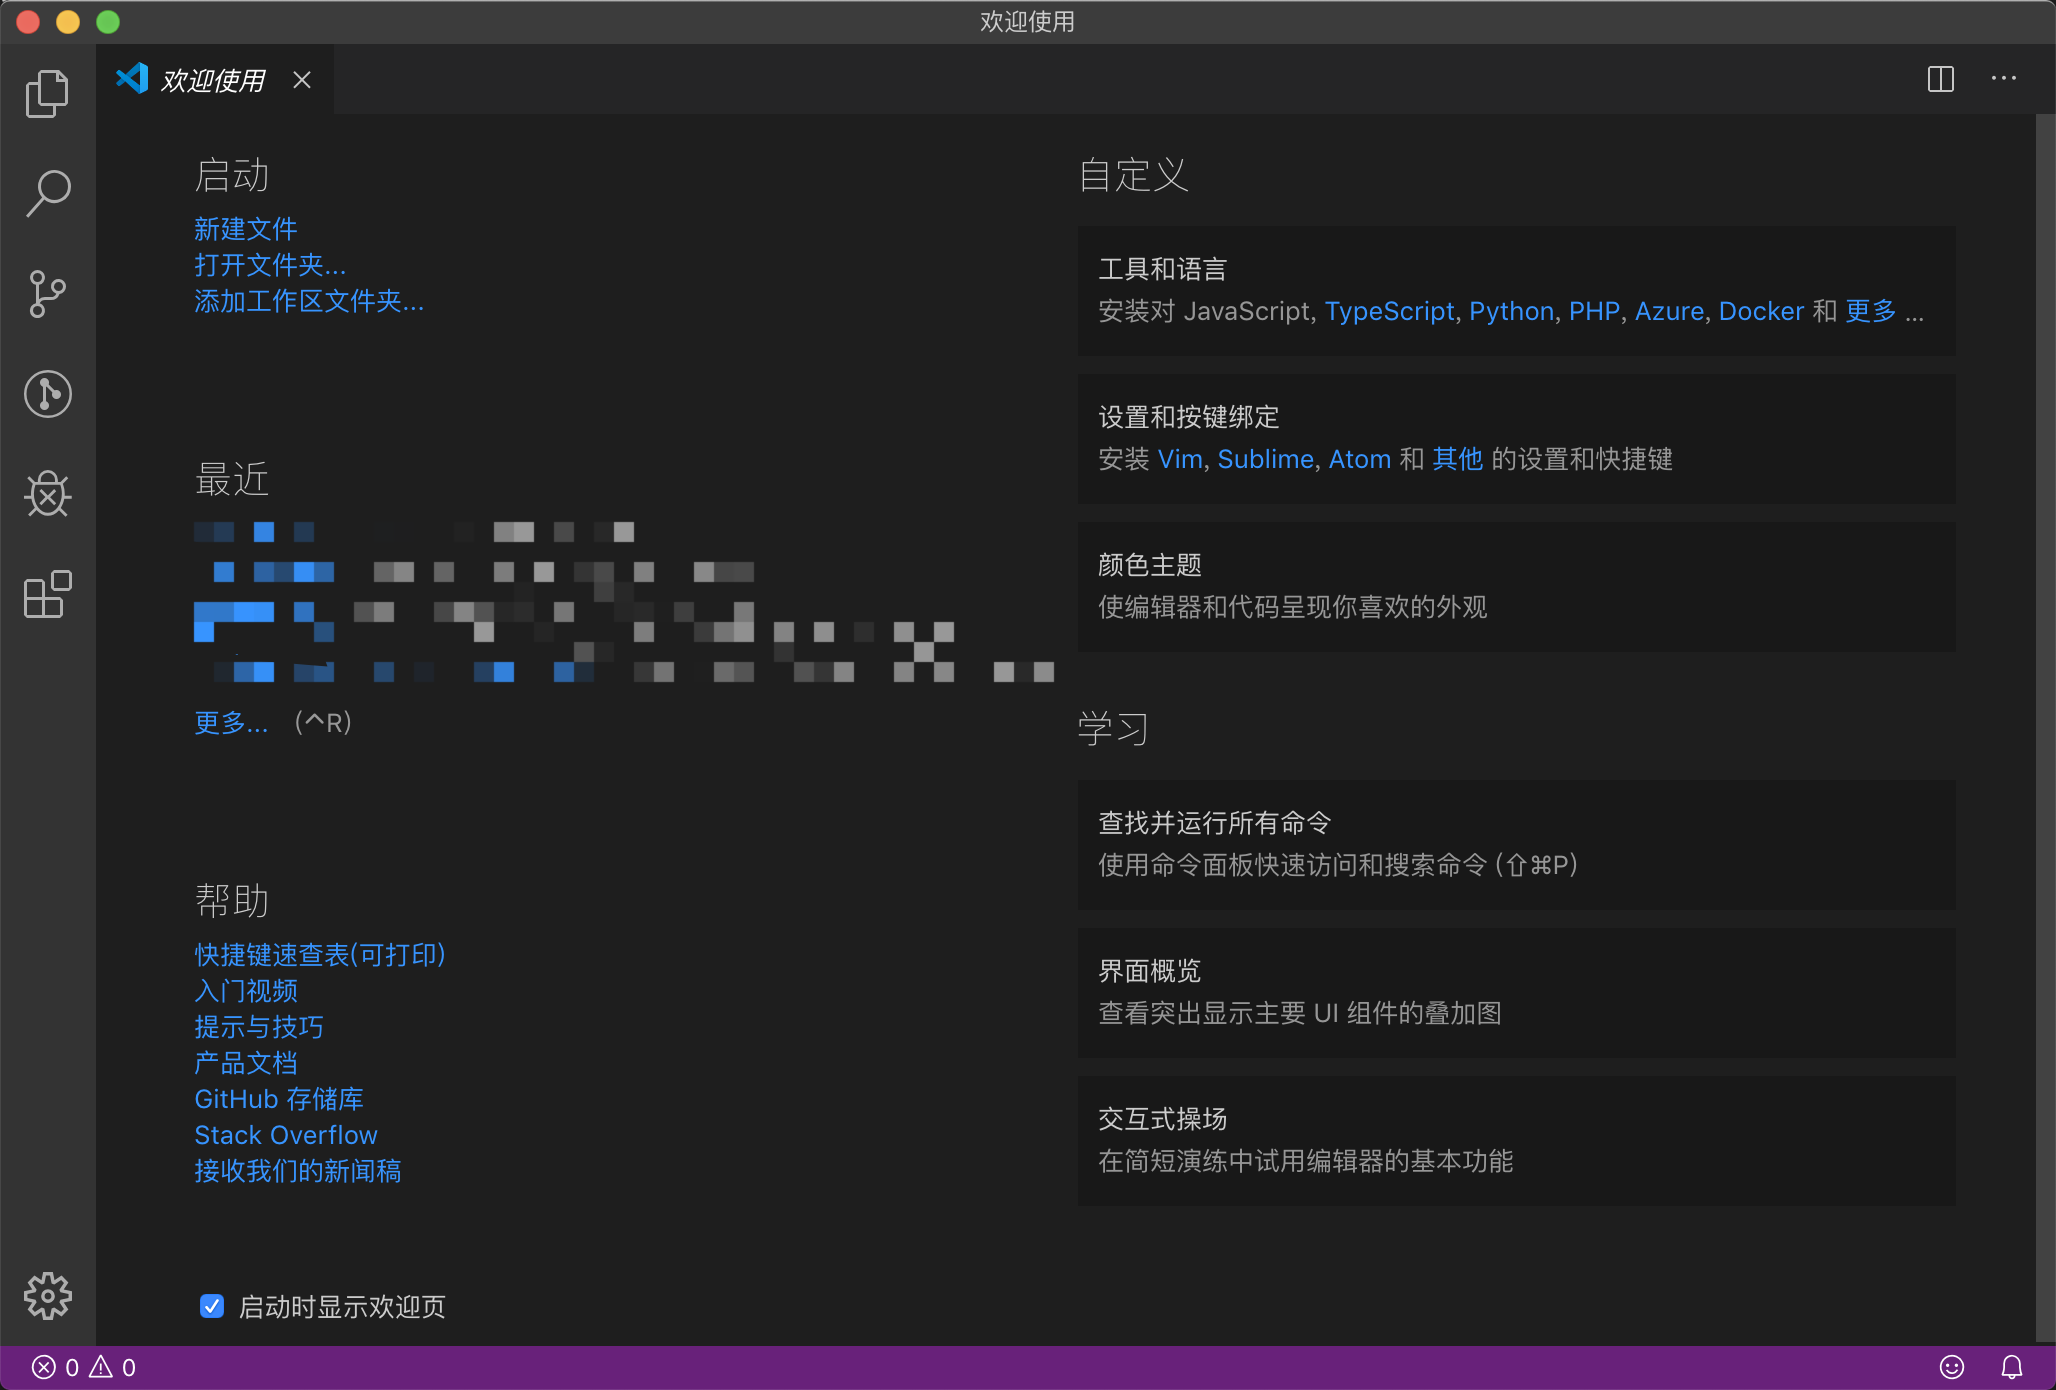 欢迎使用
欢迎使用
启动
新建文件
打开文件夹...
添加工作区文件夹...
最近
更多... (^R)
帮助
快捷键速查表(可打印)
入门视频
提示与技巧
产品文档
GitHub 存储库
Stack Overflow
接收我们的新闻稿
启动时显示欢迎页
自定义
工具和语言
安装对 JavaScript, TypeScript, Python, PHP, Azure, Docker 和 更多 ...
设置和按键绑定
安装 Vim, Sublime, Atom 和 其他 的设置和快捷键
颜色主题
使编辑器和代码呈现你喜欢的外观
学习
查找并运行所有命令
使用命令面板快速访问和搜索命令 (⇧⌘P)
界面概览
查看突出显示主要 UI 组件的叠加图
交互式操场
在简短演练中试用编辑器的基本功能
0 0